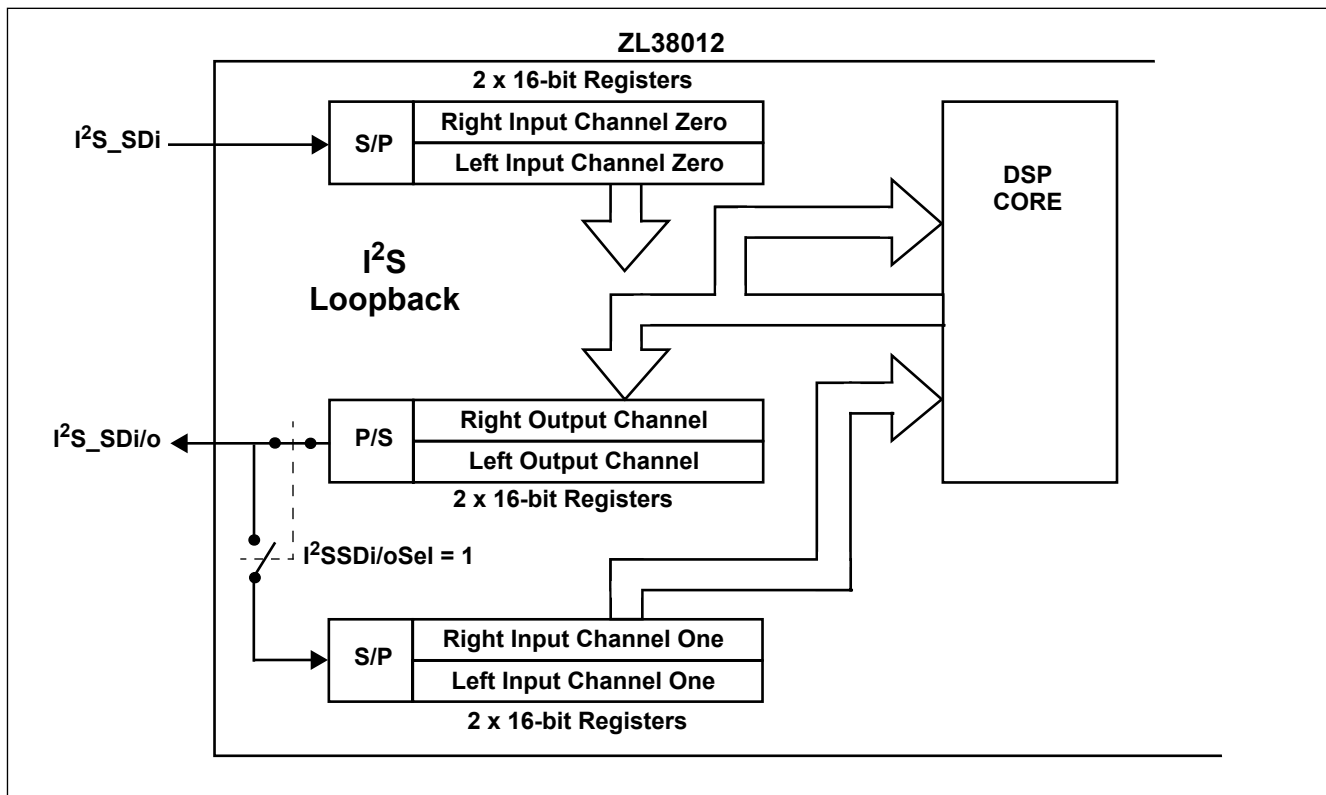 ZL38012
2 x 16-bit Registers
I²S_SDi
S/P
Right Input Channel Zero
Left Input Channel Zero
DSP
CORE
I²S
Loopback
I²S_SDi/o
P/S
Right Output Channel
Left Output Channel
2 x 16-bit Registers
I²SSDi/oSel = 1
S/P
Right Input Channel One
Left Input Channel One
2 x 16-bit Registers